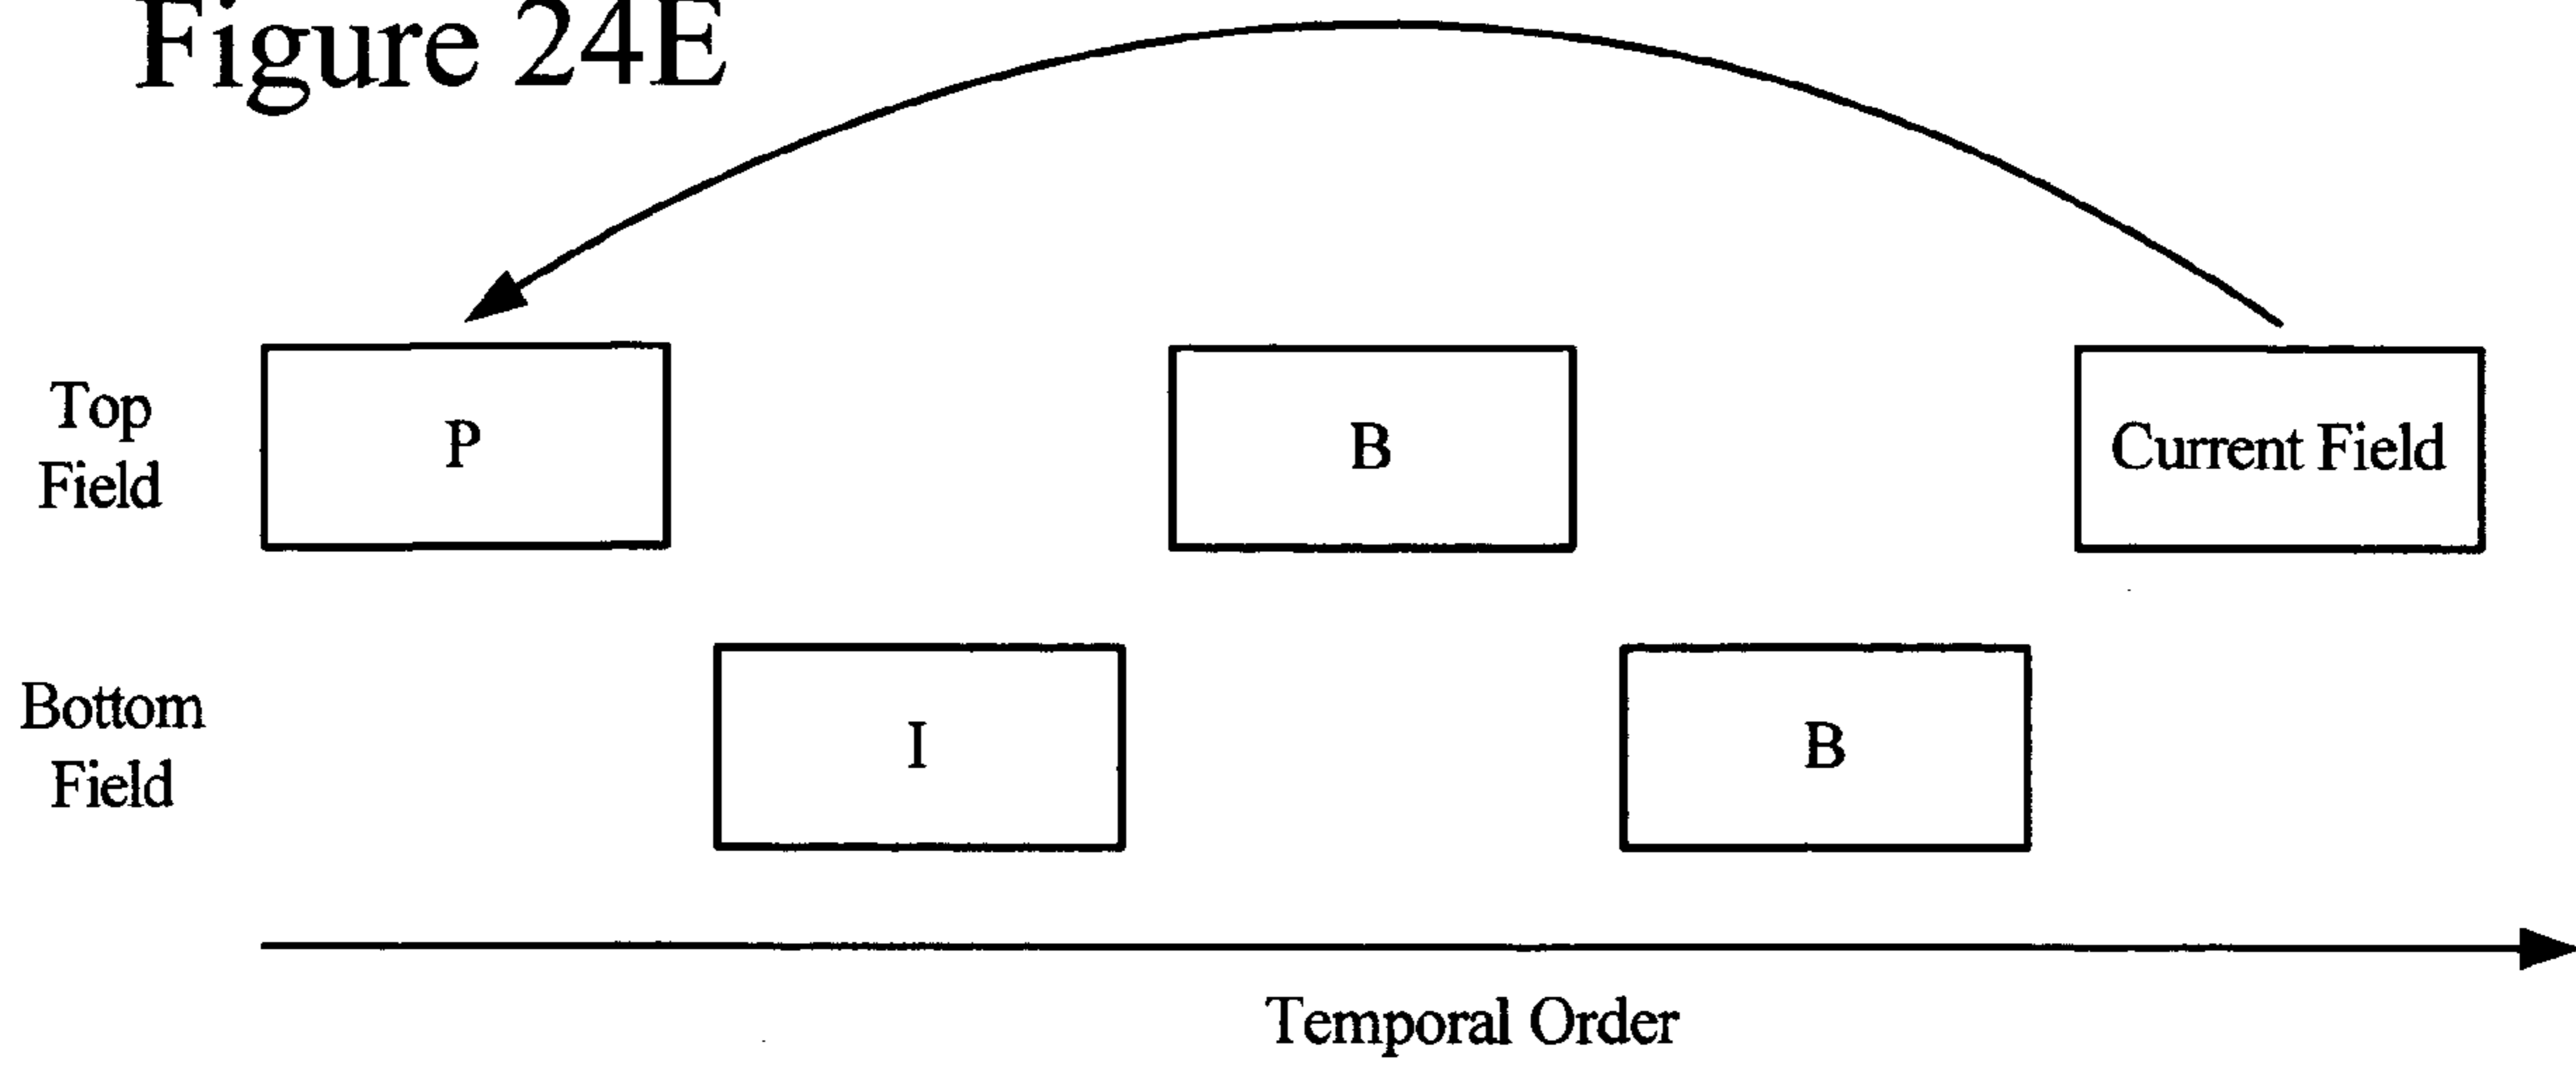 Figure 24E
Top
Field
P
B
Current Field
Bottom
Field
I
B
Temporal Order